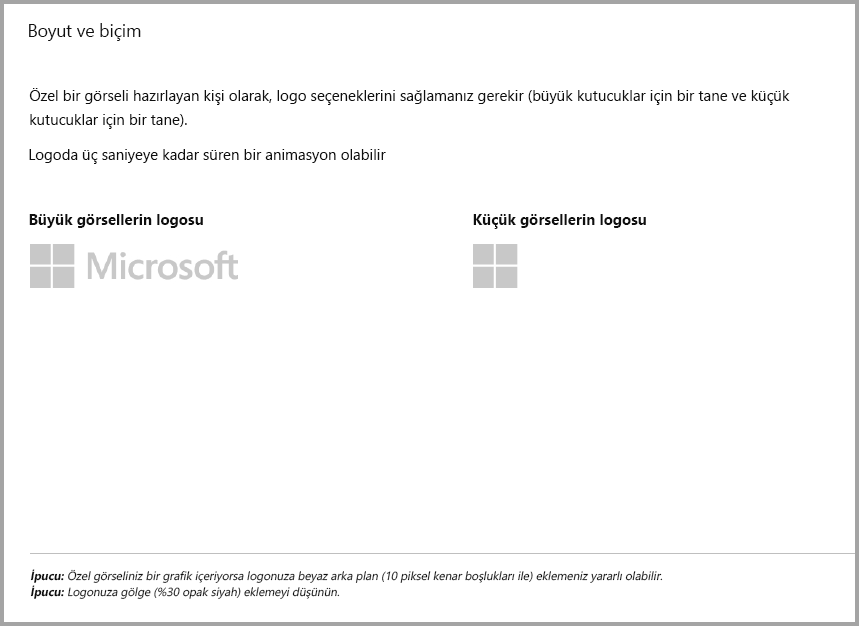 Boyut ve biçim
Özel bir görseli hazırlayan kişi olarak, logo seçeneklerini sağlamanız gerekir (büyük kutucuklar için bir tane ve küçük
kutucuklar için bir tane).
Logoda üç saniyeye kadar süren bir animasyon olabilir
Büyük görsellerin logosu
Küçük görsellerin logosu
Microsoft
İpucu: Özel görseliniz bir grafik içeriyorsa logonuza beyaz arka plan (10 piksel kenar boşlukları ile) eklemeniz yararlı olabilir.
İpucu: Logonuza gölge (%30 opak siyah) eklemeyi düşünün.